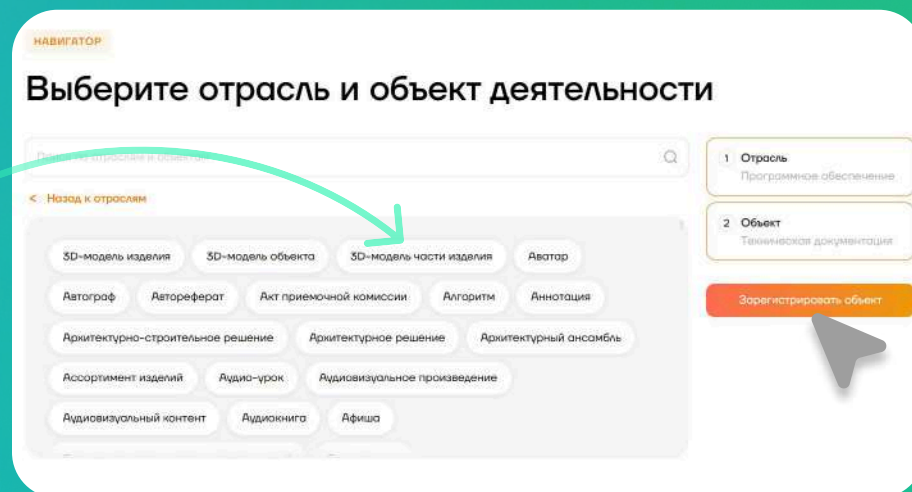 НАВИГАТОР
Выберите отрасль и объект деятельности
< Назад к отраслям
3D-модель изделия 3D-модель объекта 3D-модель части изделия Аватар
Автограф Автореферат Акт приемочной комиссии Алгоритм Аннотация
Архитектурно-строительное решение Архитектурное решение Архитектурный ансамбль
Ассортимент изделий Аудио-урок Аудиовизуальное произведение
Аудиовизуальный контент Аудиокнига Афиша
1 Отрасль
Программное обеспечение
2 Объект
Техническая документация
Зарегистрировать объект